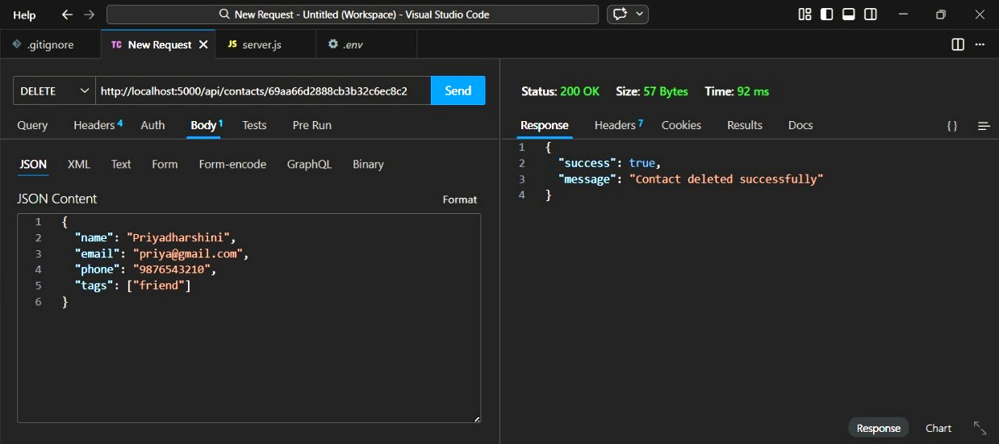 Help New Request - Untitled (Workspace) - Visual Studio Code
.gitignore TC New Request JS server.js .env
DELETE http://localhost:5000/api/contacts/69aa66d2888cb3b32c6ec8c2 Send
Status: 200 OK Size: 57 Bytes Time: 92 ms
Query Headers 4 Auth Body 1 Tests Pre Run
Response Headers 7 Cookies Results Docs { }
JSON XML Text Form Form-encode GraphQL Binary
JSON Content Format
1 {
2 "name": "Priyadharshini",
3 "email": "priya@gmail.com",
4 "phone": "9876543210",
5 "tags": ["friend"]
6 }
1 {
2 "success": true,
3 "message": "Contact deleted successfully"
4 }
Response Chart